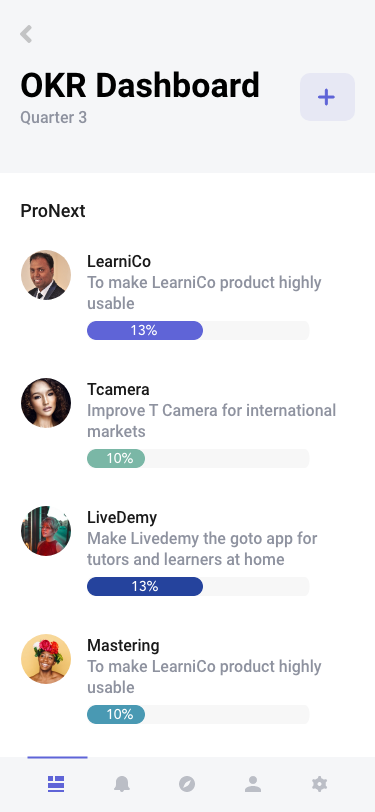 OKR Dashboard
Quarter 3
ProNext
LearniCo
To make LearniCo product highly
usable
13%
Tcamera
Improve T Camera for international
markets
10%
LiveDemy
Make Livedemy the goto app for
tutors and learners at home
13%
Mastering
To make LearniCo product highly
usable
10%